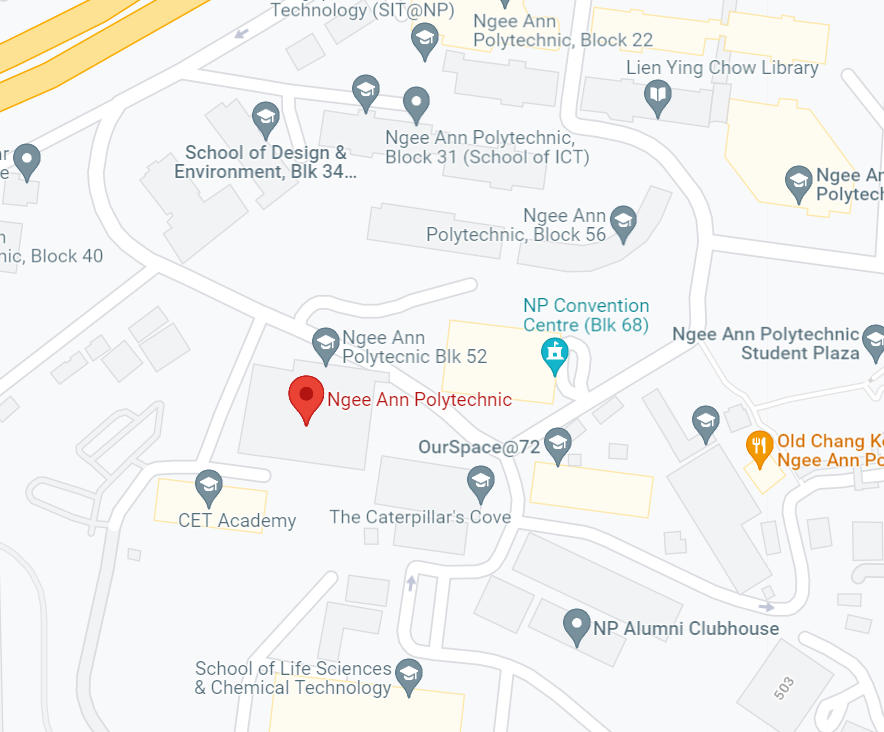 Technology (SIT@NP)
Ngee Ann
Polytechnic, Block 22
Lien Ying Chow Library
Ngee Ann Polytechnic,
Block 31 (School of ICT)
School of Design &
Environment, Blk 34...
Ngee An
Polytech
Ngee Ann
Polytechnic, Block 56
nic, Block 40
NP Convention
Centre (Blk 68)
Ngee Ann
Polytecnic Blk 52
Ngee Ann Polytechnic
Student Plaza
Ngee Ann Polytechnic
OurSpace@72
Old Chang K
Ngee Ann Po
CET Academy
The Caterpillar's Cove
NP Alumni Clubhouse
School of Life Sciences
& Chemical Technology
503